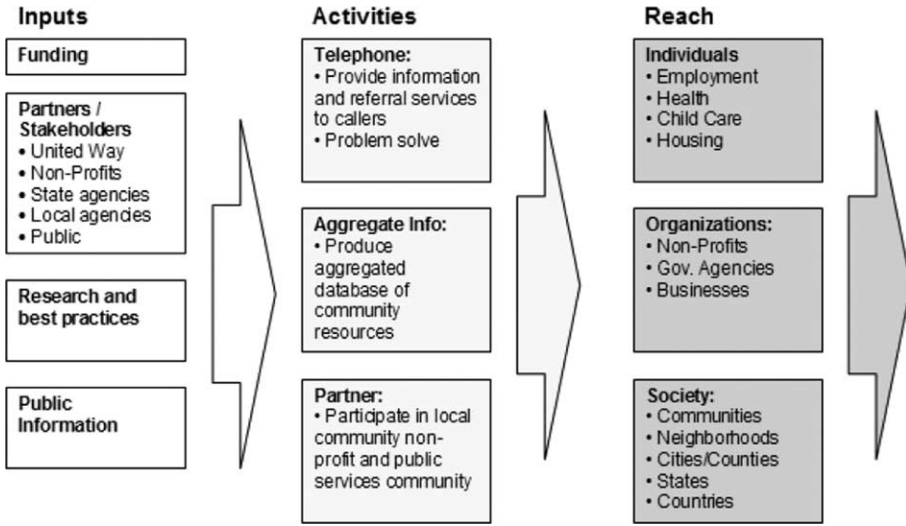 Inputs
Funding
Partners /
Stakeholders
• United Way
• Non-Profits
• State agencies
• Local agencies
• Public
Research and
best practices
Public
Information
Activities
Telephone:
• Provide information
and referral services
to callers
• Problem solve
Aggregate Info:
• Produce
aggregated
database of
community
resources
Partner:
• Participate in local
community non-
profit and public
services community
Reach
Individuals
• Employment
• Health
• Child Care
• Housing
Organizations:
• Non-Profits
• Gov. Agencies
• Businesses
Society:
• Communities
• Neighborhoods
• Cities/Counties
• States
• Countries